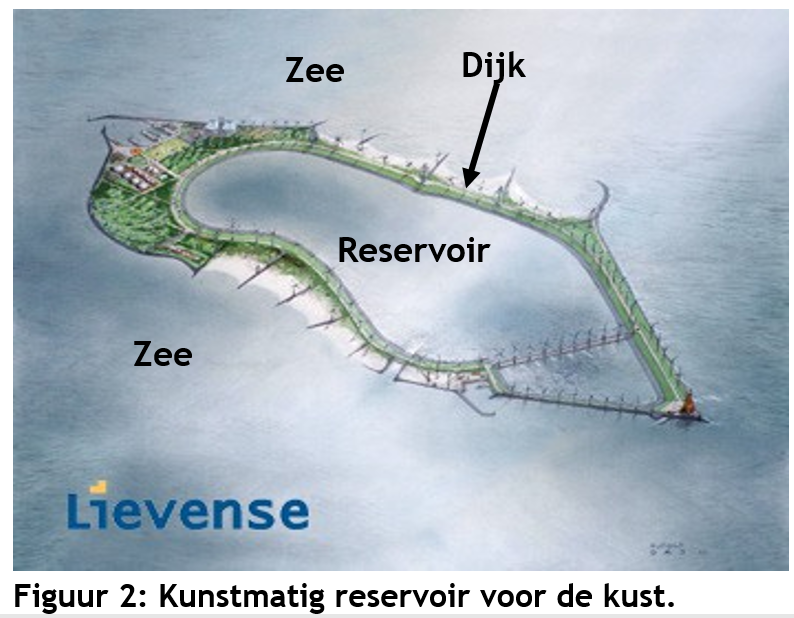 Zee
Dijk
Reservoir
Zee
Lievense
Figuur 2: Kunstmatig reservoir voor de kust.